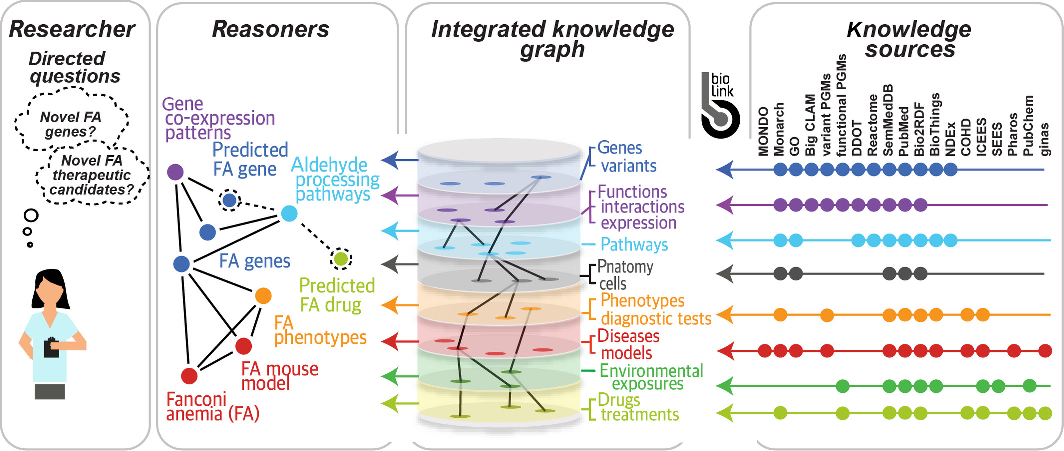 Researcher
Directed
questions
Novel FA
genes?
Novel FA
therapeutic
candidates?
Reasoners
Gene
co-expression
patterns
Predicted
FA gene
Aldehyde
processing
pathways
FA genes
Predicted
FA drug
FA
phenotypes
FA mouse
model
Fanconi
anemia (FA)
Integrated knowledge
graph
Genes
variants
Functions
interactions
expression
Pathways
Pnatomy
cells
Phenotypes
diagnostic tests
Diseases
models
Environmental
exposures
Drugs
treatments
bio
link
Knowledge
sources
MONDO
Monarch
GO
Big CLAM
variant PGMs
functional PGMs
DDOT
Reactome
SemMedDB
PubMed
Bio2RDF
BioThings
NDEx
COHD
ICEES
SEES
Pharos
PubChem
ginas